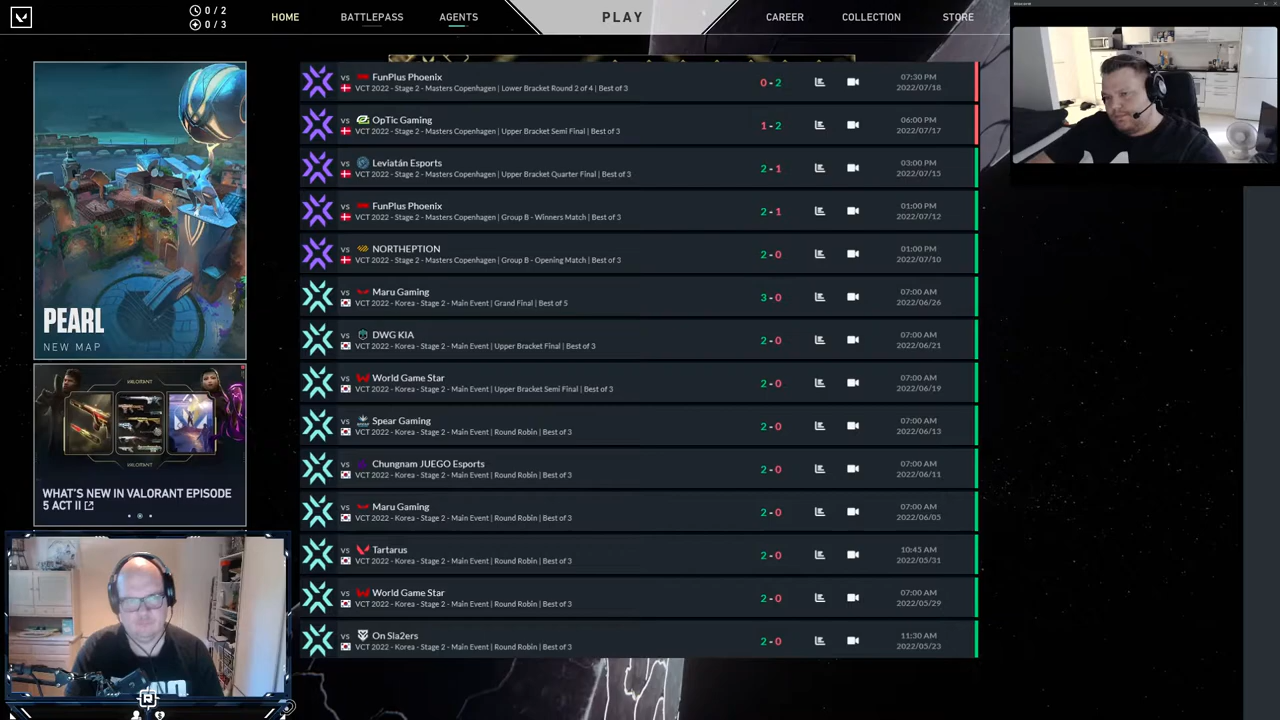 0 / 2
0 / 3
HOME
BATTLEPASS
AGENTS
PLAY
CAREER
COLLECTION
STORE
PEARL
NEW MAP
VALORANT
VALORANT
WHAT'S NEW IN VALORANT EPISODE
5 ACT II
vs FunPlus Phoenix
VCT 2022 - Stage 2 - Masters Copenhagen | Lower Bracket Round 2 of 4 | Best of 3
0 - 2
07:30 PM
2022/07/18
vs OpTic Gaming
VCT 2022 - Stage 2 - Masters Copenhagen | Upper Bracket Semi Final | Best of 3
1 - 2
06:00 PM
2022/07/17
vs Leviatán Esports
VCT 2022 - Stage 2 - Masters Copenhagen | Upper Bracket Quarter Final | Best of 3
2 - 1
03:00 PM
2022/07/15
vs FunPlus Phoenix
VCT 2022 - Stage 2 - Masters Copenhagen | Group B - Winners Match | Best of 3
2 - 1
01:00 PM
2022/07/12
vs NORTHEPTION
VCT 2022 - Stage 2 - Masters Copenhagen | Group B - Opening Match | Best of 3
2 - 0
01:00 PM
2022/07/10
vs Maru Gaming
VCT 2022 - Korea - Stage 2 - Main Event | Grand Final | Best of 5
3 - 0
07:00 AM
2022/06/26
vs DWG KIA
VCT 2022 - Korea - Stage 2 - Main Event | Upper Bracket Final | Best of 3
2 - 0
07:00 AM
2022/06/21
vs World Game Star
VCT 2022 - Korea - Stage 2 - Main Event | Upper Bracket Semi Final | Best of 3
2 - 0
07:00 AM
2022/06/19
vs Spear Gaming
VCT 2022 - Korea - Stage 2 - Main Event | Round Robin | Best of 3
2 - 0
07:00 AM
2022/06/13
vs Chungnam JUEGO Esports
VCT 2022 - Korea - Stage 2 - Main Event | Round Robin | Best of 3
2 - 0
07:00 AM
2022/06/11
vs Maru Gaming
VCT 2022 - Korea - Stage 2 - Main Event | Round Robin | Best of 3
2 - 0
07:00 AM
2022/06/05
vs Tartarus
VCT 2022 - Korea - Stage 2 - Main Event | Round Robin | Best of 3
2 - 0
10:45 AM
2022/05/31
vs World Game Star
VCT 2022 - Korea - Stage 2 - Main Event | Round Robin | Best of 3
2 - 0
07:00 AM
2022/05/29
vs On Sla2ers
VCT 2022 - Korea - Stage 2 - Main Event | Round Robin | Best of 3
2 - 0
11:30 AM
2022/05/23